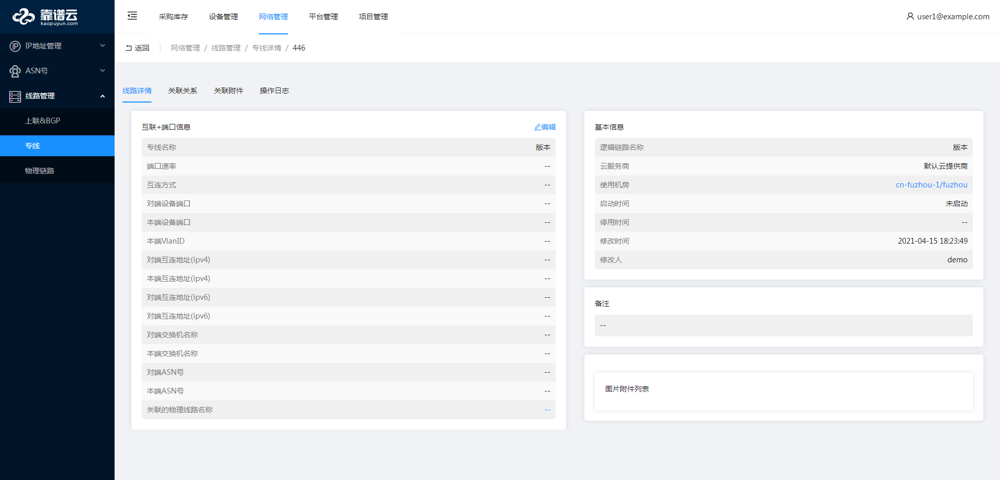 靠谱云
kaopuyun.com
采购库存
设备管理
网络管理
平台管理
项目管理
user1@example.com
IP地址管理
ASN号
线路管理
上联&BGP
专线
物理链路
返回
网络管理 / 线路管理 / 专线详情 / 446
线路详情
关联关系
关联附件
操作日志
互联+端口信息
编辑
专线名称 版本
端口速率 --
互连方式 --
对端设备端口 --
本端设备端口 --
本端VlanID --
对端互连地址(ipv4) --
本端互连地址(ipv4) --
对端互连地址(ipv6) --
对端互连地址(ipv6) --
对端交换机名称 --
本端交换机名称 --
对端ASN号 --
本端ASN号 --
关联的物理线路名称 --
基本信息
逻辑链路名称 版本
云服务商 默认云提供商
使用机房 cn-fuzhou-1/fuzhou
启动时间 未启动
停用时间 --
修改时间 2021-04-15 18:23:49
修改人 demo
备注
--
图片附件列表